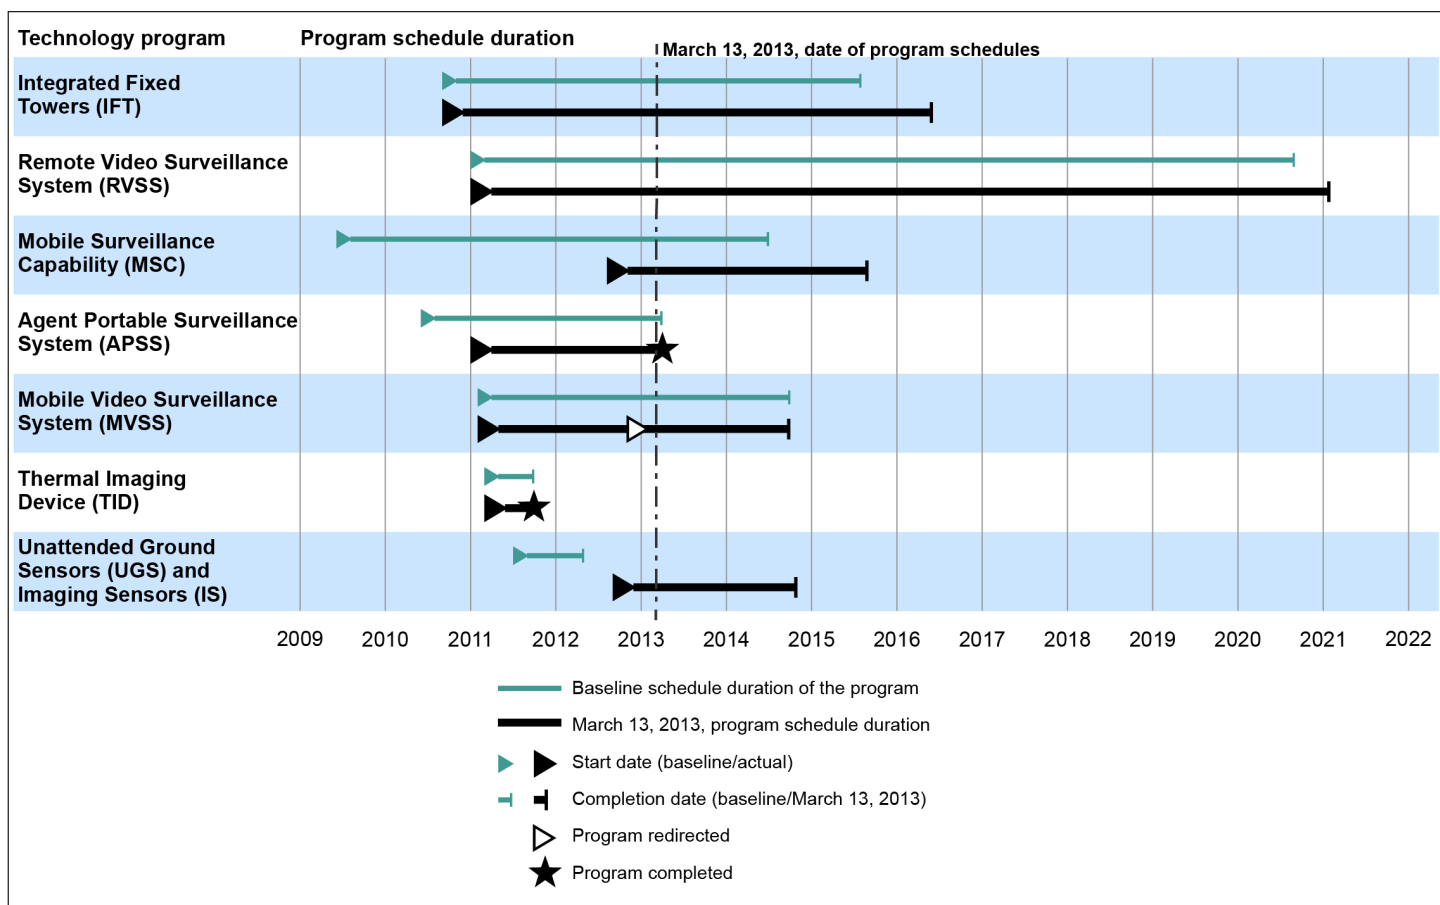 Technology program
Program schedule duration
March 13, 2013, date of program schedules
Integrated Fixed
Towers (IFT)
Remote Video Surveillance
System (RVSS)
Mobile Surveillance
Capability (MSC)
Agent Portable Surveillance
System (APSS)
Mobile Video Surveillance
System (MVSS)
Thermal Imaging
Device (TID)
Unattended Ground
Sensors (UGS) and
Imaging Sensors (IS)
2009 2010 2011 2012 2013 2014 2015 2016 2017 2018 2019 2020 2021 2022
Baseline schedule duration of the program
March 13, 2013, program schedule duration
Start date (baseline/actual)
Completion date (baseline/March 13, 2013)
Program redirected
Program completed